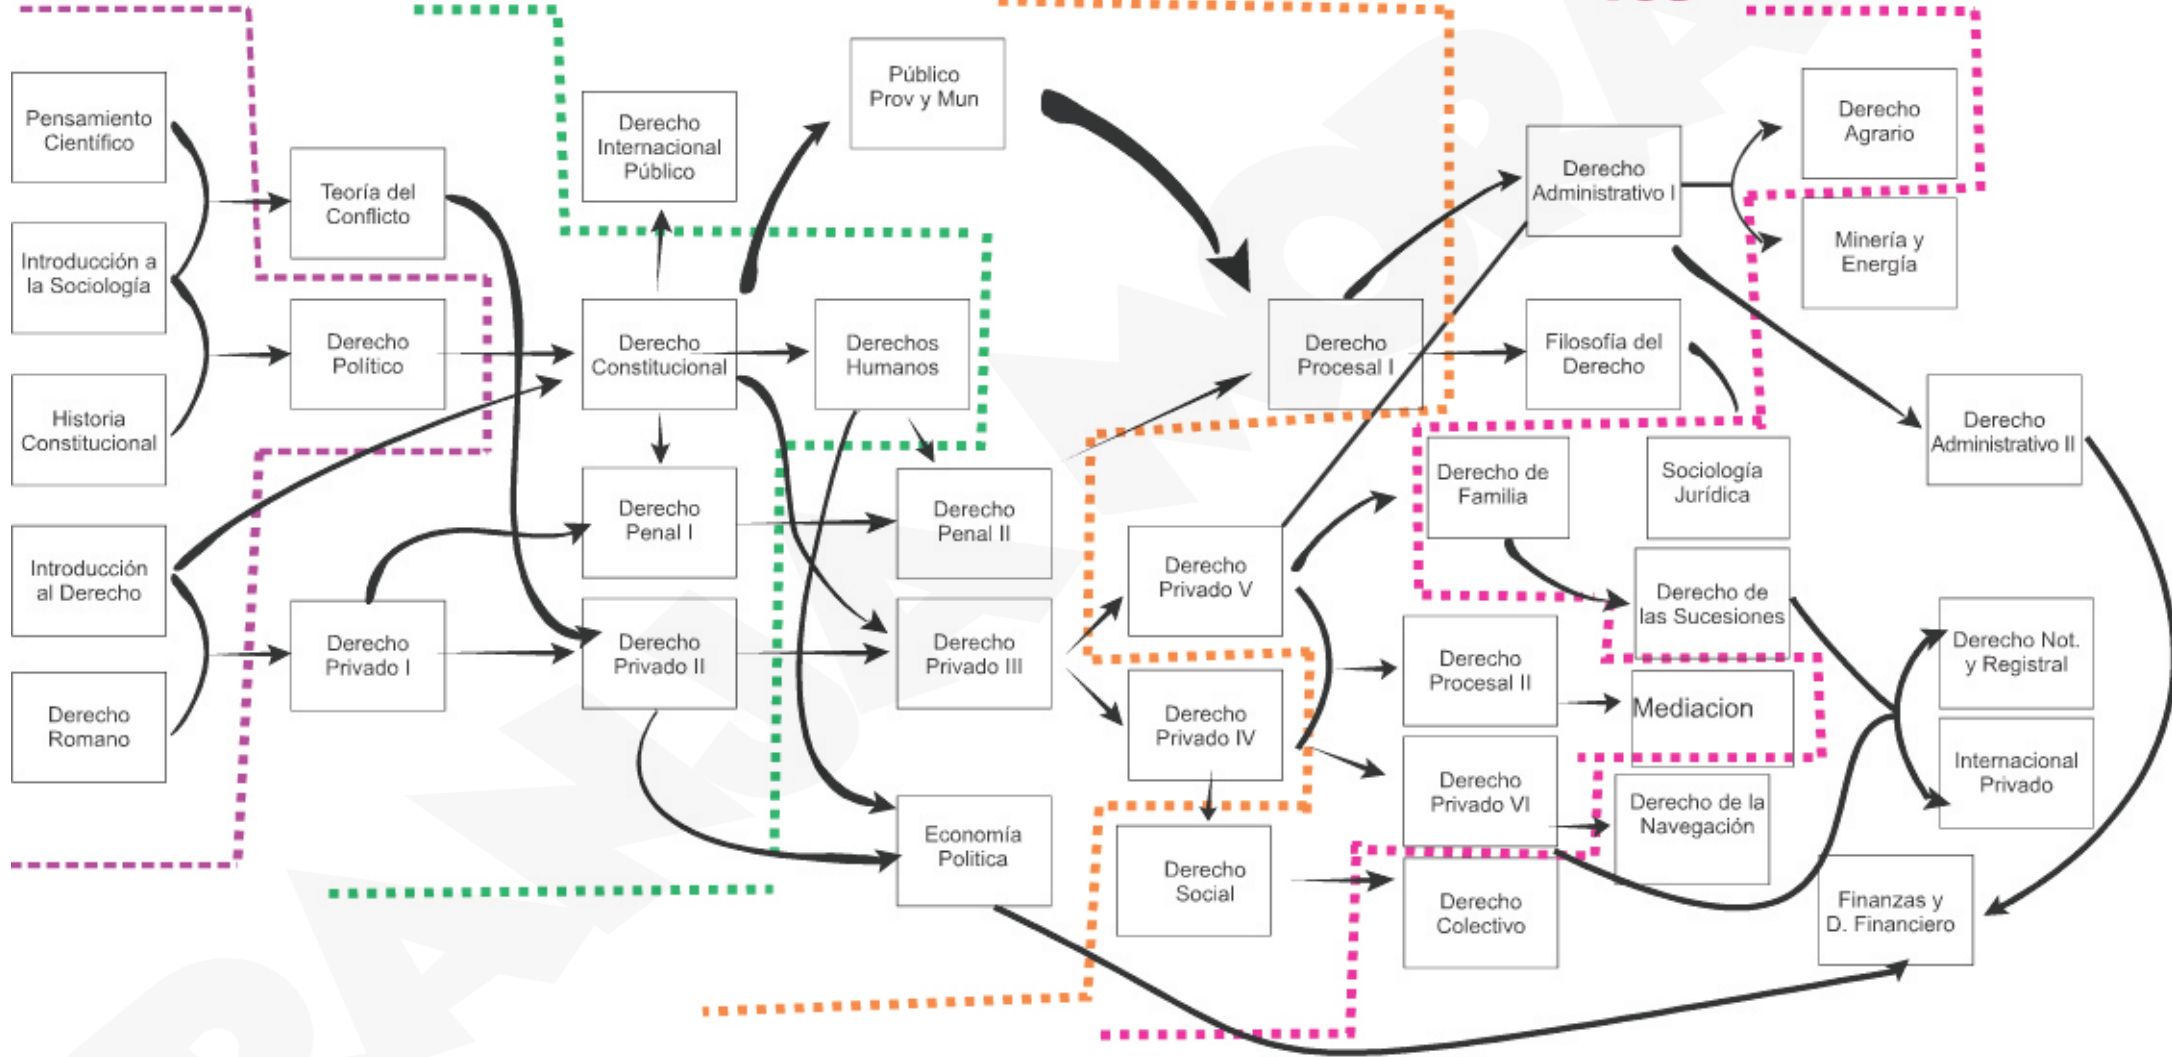 Pensamiento
Científico
Introducción a
la Sociología
Historia
Constitucional
Introducción
al Derecho
Derecho
Romano
Teoría del
Conflicto
Derecho
Político
Derecho
Privado I
Derecho
Internacional
Público
Derecho
Constitucional
Derecho
Penal I
Derecho
Privado II
Público
Prov y Mun
Derechos
Humanos
Derecho
Penal II
Derecho
Privado III
Economía
Politica
Derecho
Privado V
Derecho
Privado IV
Derecho
Social
Derecho
Procesal I
Derecho
Administrativo I
Filosofía del
Derecho
Derecho de
Familia
Sociología
Jurídica
Derecho de
las Sucesiones
Derecho
Procesal II
Mediacion
Derecho
Privado VI
Derecho de la
Navegación
Derecho
Colectivo
Derecho
Agrario
Minería y
Energía
Derecho
Administrativo II
Derecho Not.
y Registral
Internacional
Privado
Finanzas y
D. Financiero